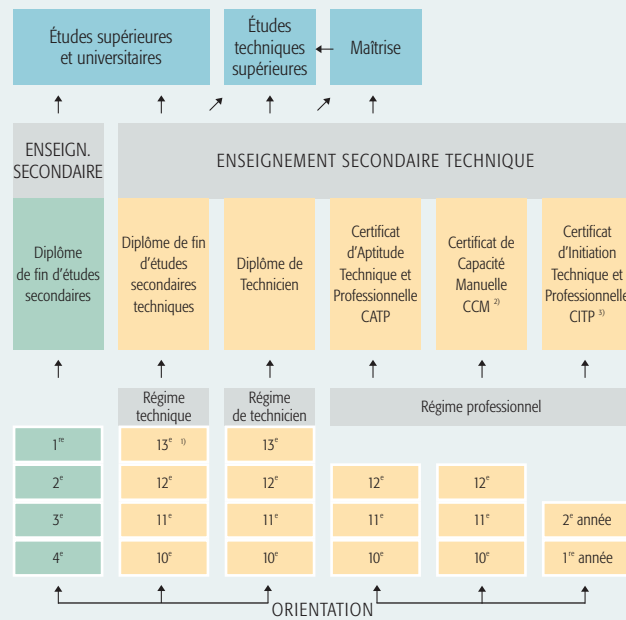 Études supérieures
et universitaires
Études
techniques
supérieures
Maîtrise
ENSEIGN.
SECONDAIRE
ENSEIGNEMENT SECONDAIRE TECHNIQUE
Diplôme
de fin d'études
secondaires
Diplôme de fin
d'études
secondaires
techniques
Diplôme de
Technicien
Certificat
d'Aptitude
Technique et
Professionnelle
CATP
Certificat de
Capacité
Manuelle
CCM 2)
Certificat
d'Initiation
Technique et
Professionnelle
CITP 3)
Régime
technique
Régime
de technicien
Régime professionnel
1re 13e 1) 13e
2e 12e 12e 12e 12e
3e 11e 11e 11e 11e 2e année
4e 10e 10e 10e 10e 1re année
ORIENTATION